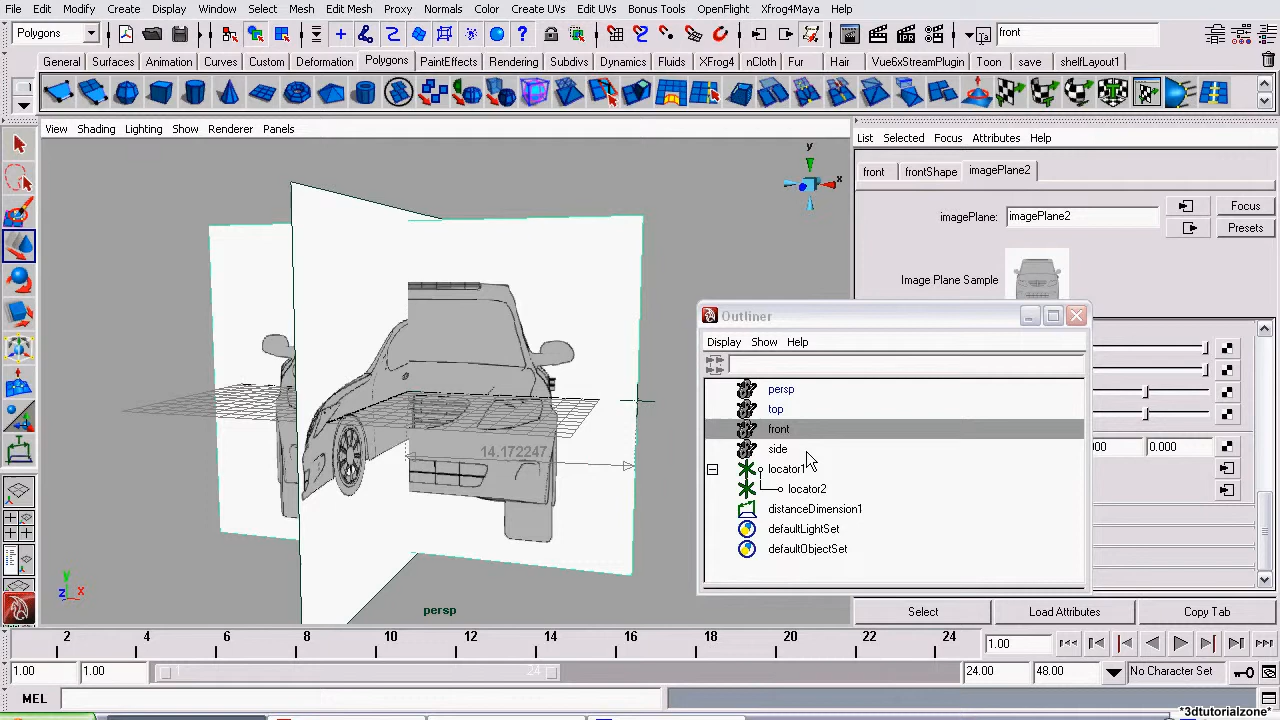 File Edit Modify Create Display Window Select Mesh Edit Mesh Proxy Normals Color Create UVs Edit UVs Bonus Tools OpenFlight Xfrog4Maya Help
Polygons
front
General Surfaces Animation Curves Custom Deformation Polygons PaintEffects Rendering Subdivs Dynamics Fluids XFrog4 nCloth Fur Hair Vue6xStreamPlugin Toon save shelfLayout1
View Shading Lighting Show Renderer Panels
List Selected Focus Attributes Help
front frontShape imagePlane2
imagePlane: imagePlane2
Focus
Presets
Image Plane Sample
y
x
Outliner
Display Show Help
persp
top
front
side
locator1
locator2
distanceDimension1
defaultLightSet
defaultObjectSet
00 0.000
14.172247
y
z x
persp
Select Load Attributes Copy Tab
2 4 6 8 10 12 14 16 18 20 22 24
1.00
1.00 1.00 1 24 24.00 48.00 No Character Set
MEL
*3dtutorialzone*